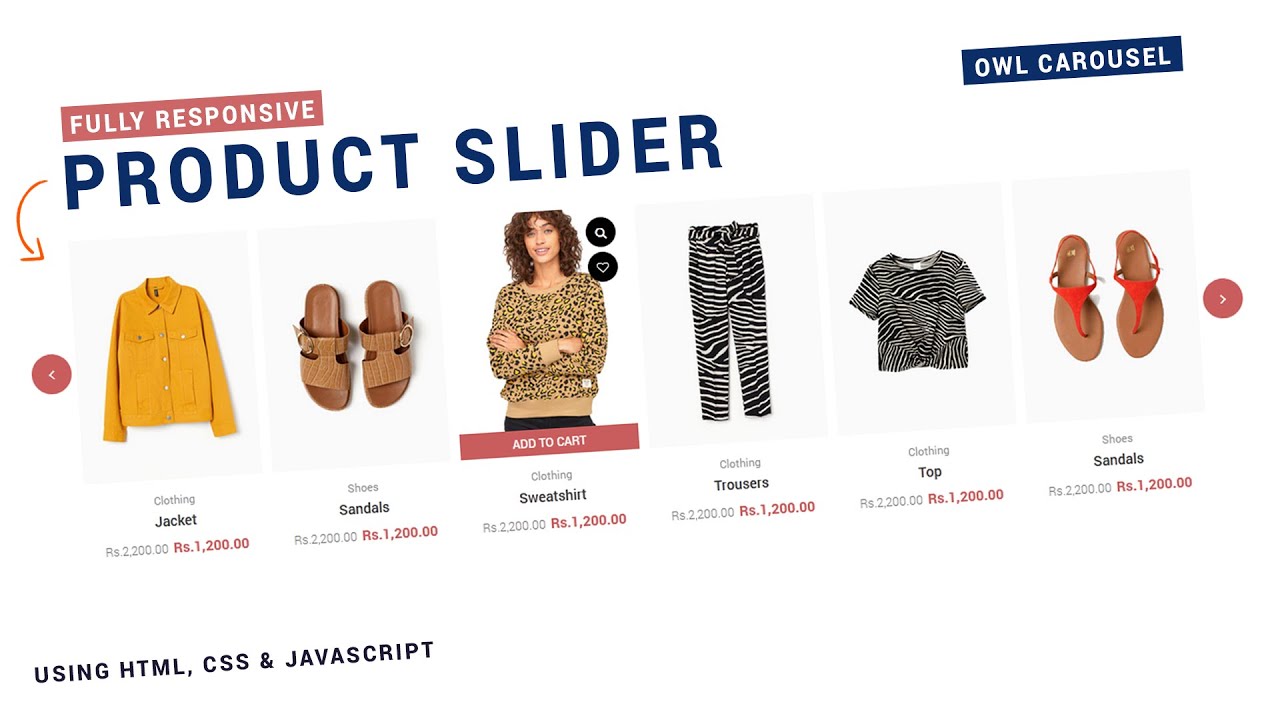 OWL CAROUSEL
FULLY RESPONSIVE
PRODUCT SLIDER
ADD TO CART
Clothing
Jacket
Rs.2,200.00 Rs.1,200.00
Shoes
Sandals
Rs.2,200.00 Rs.1,200.00
Clothing
Sweatshirt
Rs.2,200.00 Rs.1,200.00
Clothing
Trousers
Rs.2,200.00 Rs.1,200.00
Clothing
Top
Rs.2,200.00 Rs.1,200.00
Shoes
Sandals
Rs.2,200.00 Rs.1,200.00
USING HTML, CSS & JAVASCRIPT